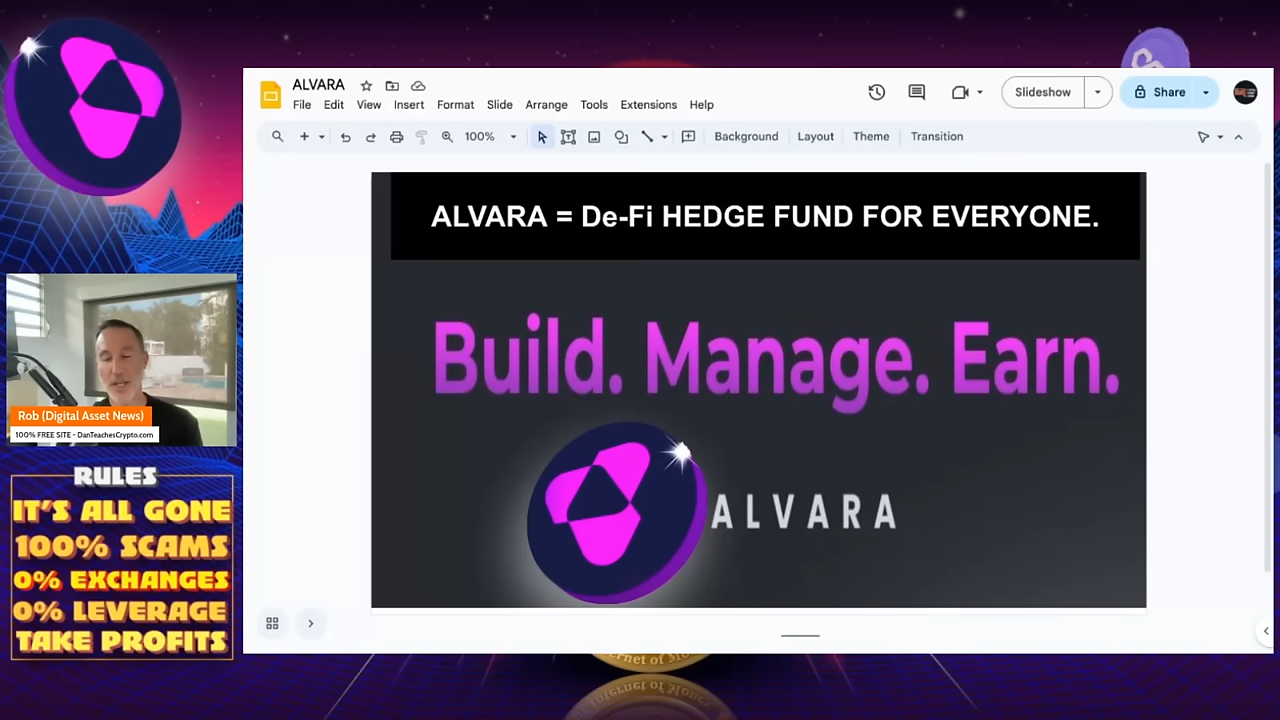 ALVARA
File Edit View Insert Format Slide Arrange Tools Extensions Help
Slideshow
Share
100%
Background Layout Theme Transition
ALVARA = De-Fi HEDGE FUND FOR EVERYONE.
Build. Manage. Earn.
ALVARA
Rob (Digital Asset News)
100% FREE SITE - DanTeachesCrypto.com
RULES
IT'S ALL GONE
100% SCAMS
0% EXCHANGES
0% LEVERAGE
TAKE PROFITS